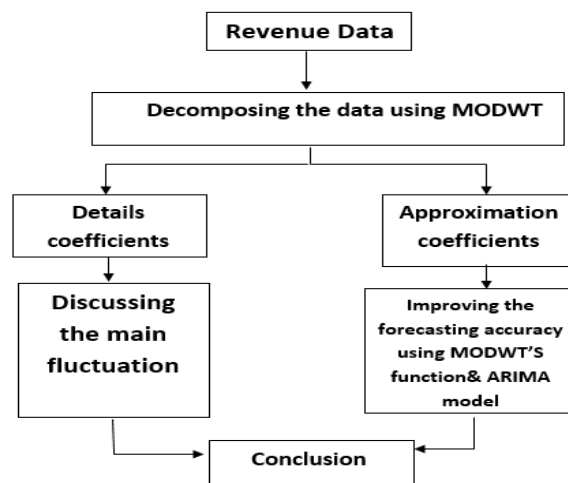 Revenue Data
Decomposing the data using MODWT
Details
coefficients
Approximation
coefficients
Discussing
the main
fluctuation
Improving the
forecasting accuracy
using MODWT'S
function& ARIMA
model
Conclusion